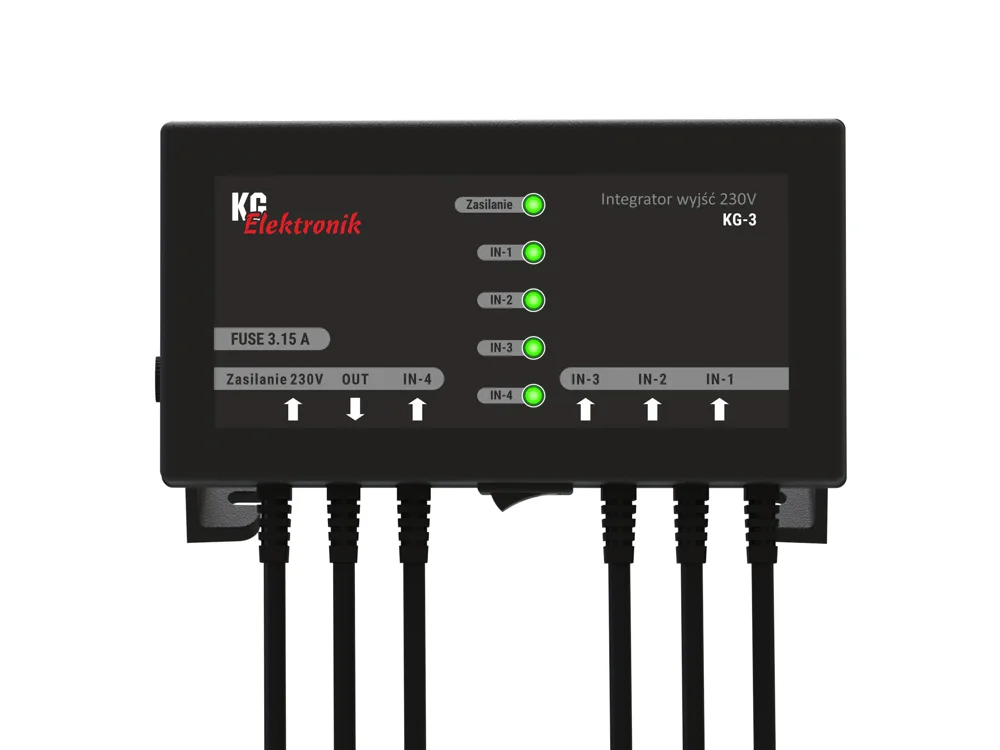 KG
Elektronik
Integrator wyjść 230V
KG-3
Zasilanie
IN-1
IN-2
IN-3
IN-4
FUSE 3.15 A
Zasilanie 230V OUT IN-4
IN-3 IN-2 IN-1